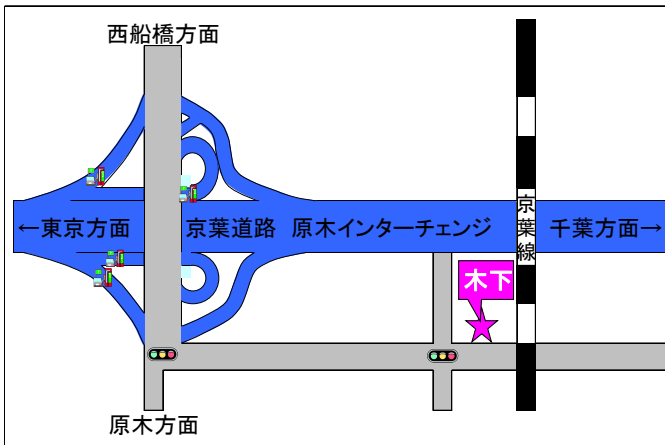 西船橋方面
←東京方面
京葉道路
原木インターチェンジ
京葉線
千葉方面→
木下
原木方面